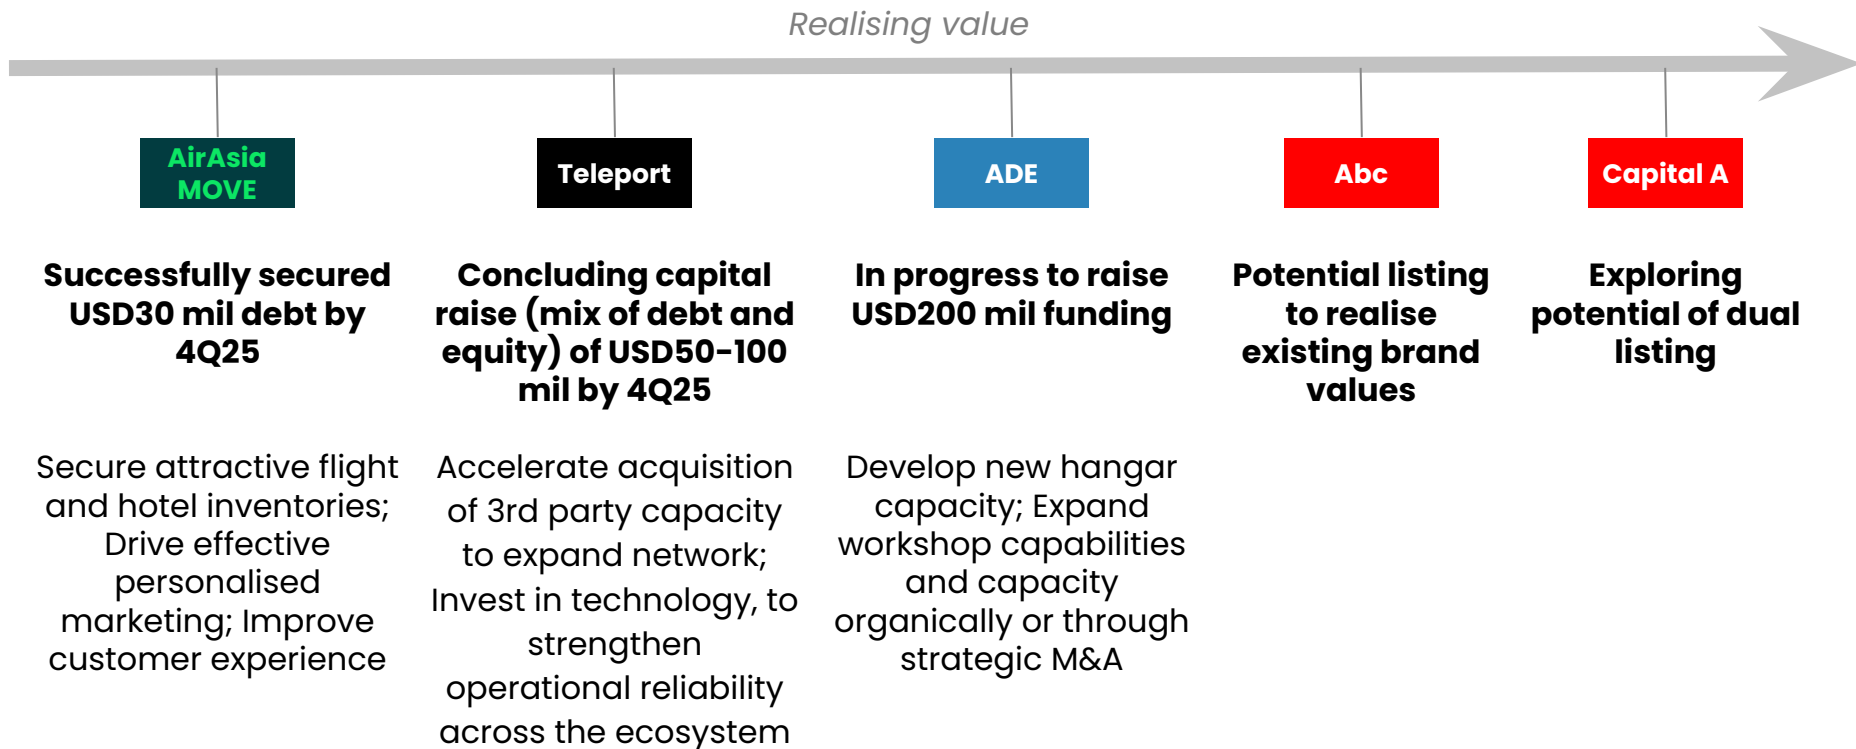 Realising value
AirAsia
MOVE
Teleport
ADE
Abc
Capital A
Successfully secured
USD30 mil debt by
4Q25
Concluding capital
raise (mix of debt and
equity) of USD50-100
mil by 4Q25
In progress to raise
USD200 mil funding
Potential listing
to realise
existing brand
values
Exploring
potential of dual
listing
Secure attractive flight
and hotel inventories;
Drive effective
personalised
marketing; Improve
customer experience
Accelerate acquisition
of 3rd party capacity
to expand network;
Invest in technology, to
strengthen
operational reliability
across the ecosystem
Develop new hangar
capacity; Expand
workshop capabilities
and capacity
organically or through
strategic M&A